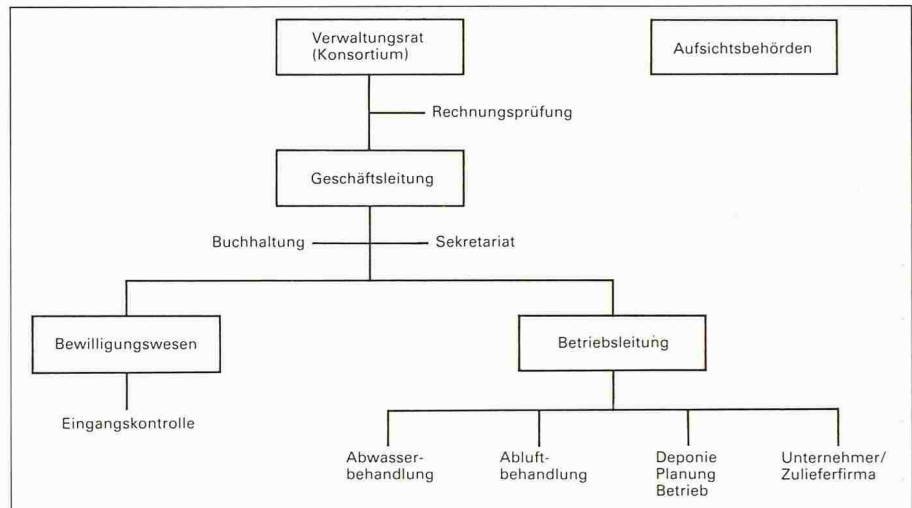 Verwaltungsrat
(Konsortium)
Aufsichtsbehörden
Rechnungsprüfung
Geschäftsleitung
Buchhaltung
Sekretariat
Bewilligungswesen
Betriebsleitung
Eingangskontrolle
Abwasser-
behandlung
Abluft-
behandlung
Deponie
Planung
Betrieb
Unternehmer/
Zulieferfirma